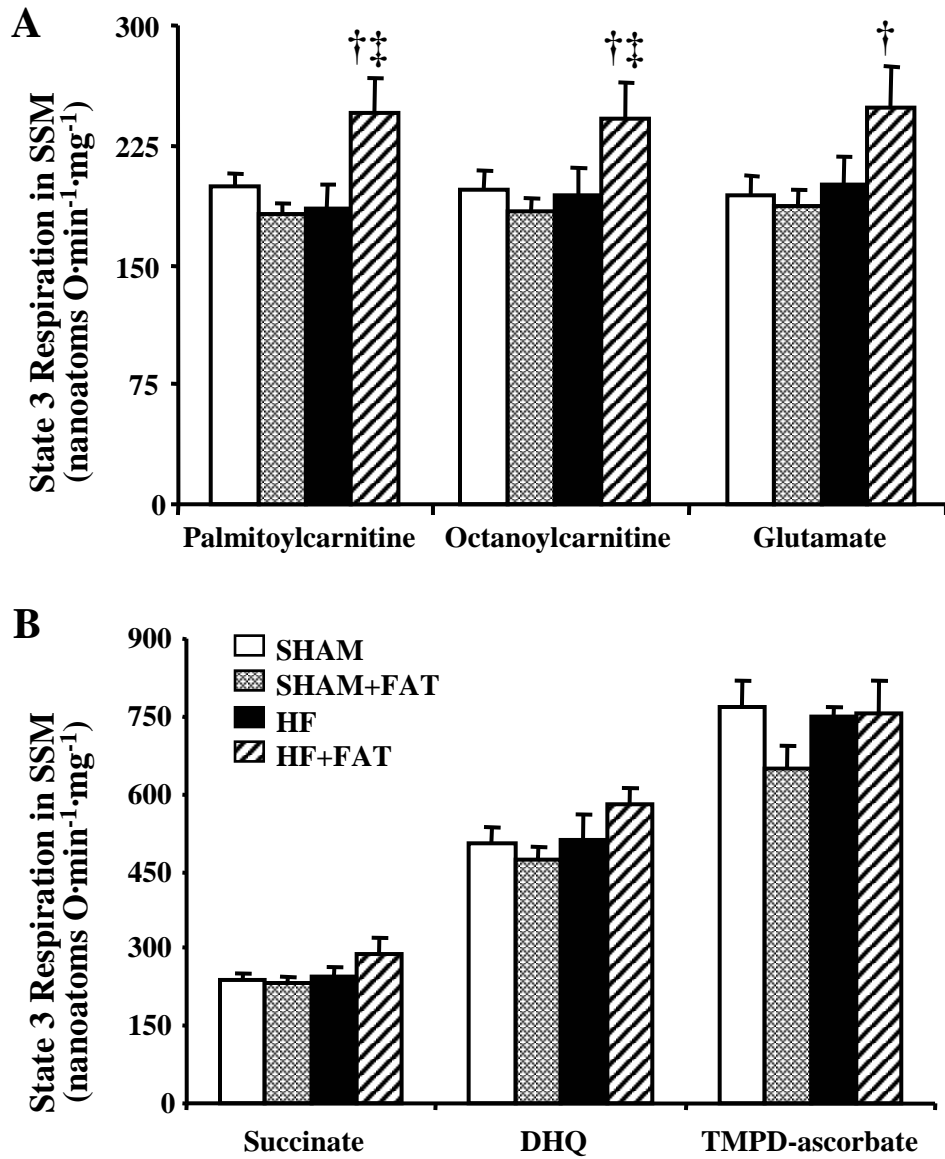 A
State 3 Respiration in SSM
(nanoatoms O·min⁻¹·mg⁻¹)
300
225
150
75
0
†‡
†‡
†
Palmitoylcarnitine Octanoylcarnitine Glutamate
B
State 3 Respiration in SSM
(nanoatoms O·min⁻¹·mg⁻¹)
900
750
600
450
300
150
0
SHAM
SHAM+FAT
HF
HF+FAT
Succinate DHQ TMPD-ascorbate